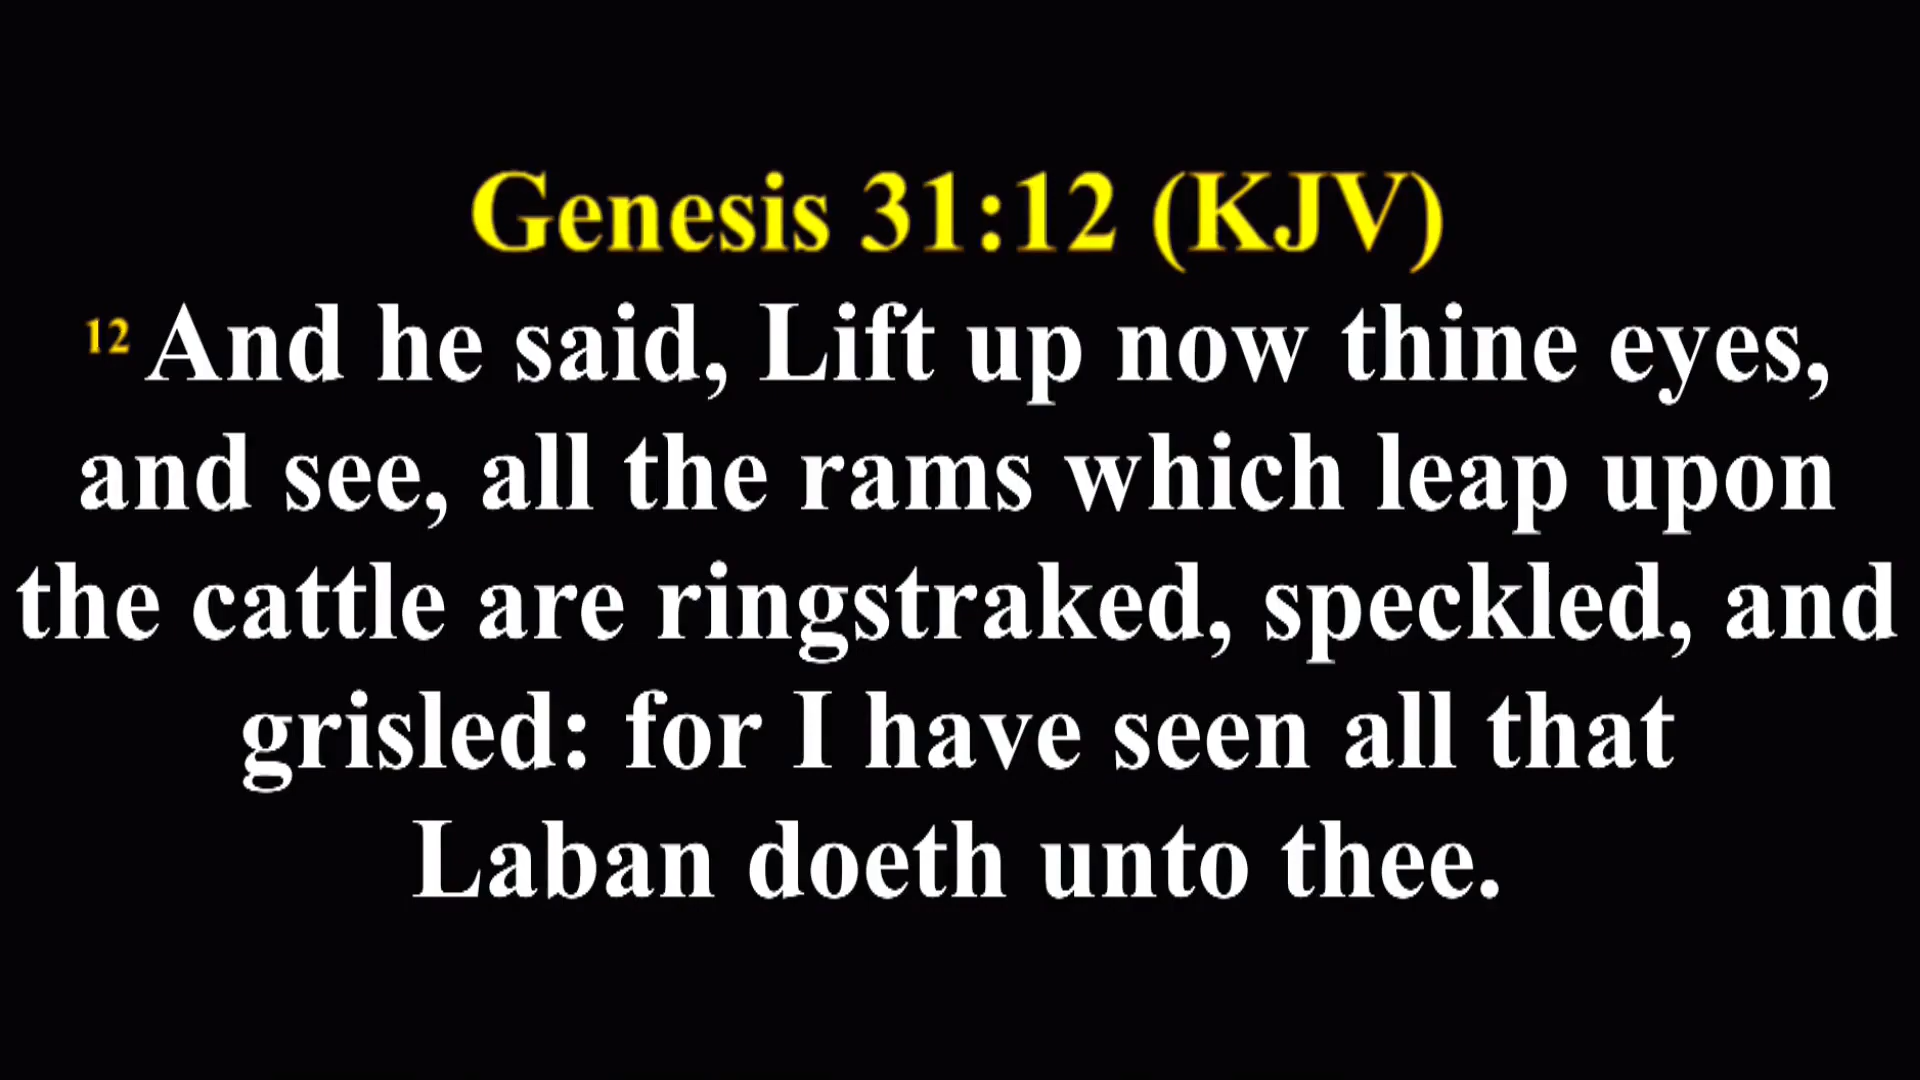 Genesis 31:12 (KJV)
12 And he said, Lift up now thine eyes,
and see, all the rams which leap upon
the cattle are ringstraked, speckled, and
grisled: for I have seen all that
Laban doeth unto thee.